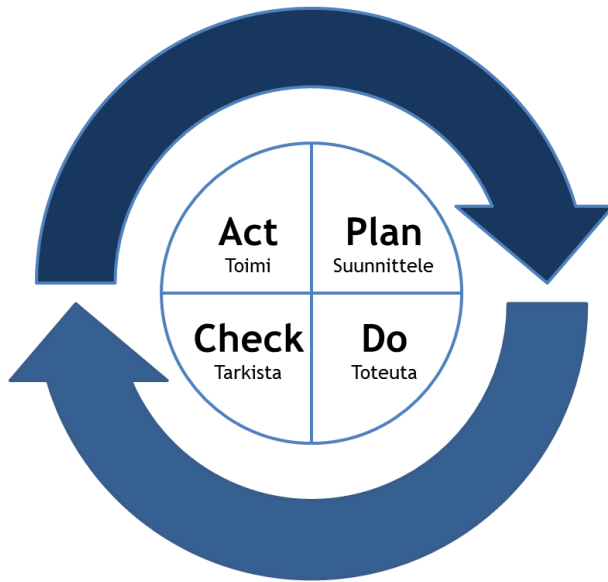 Act
Toimi
Plan
Suunnittele
Check
Tarkista
Do
Toteuta